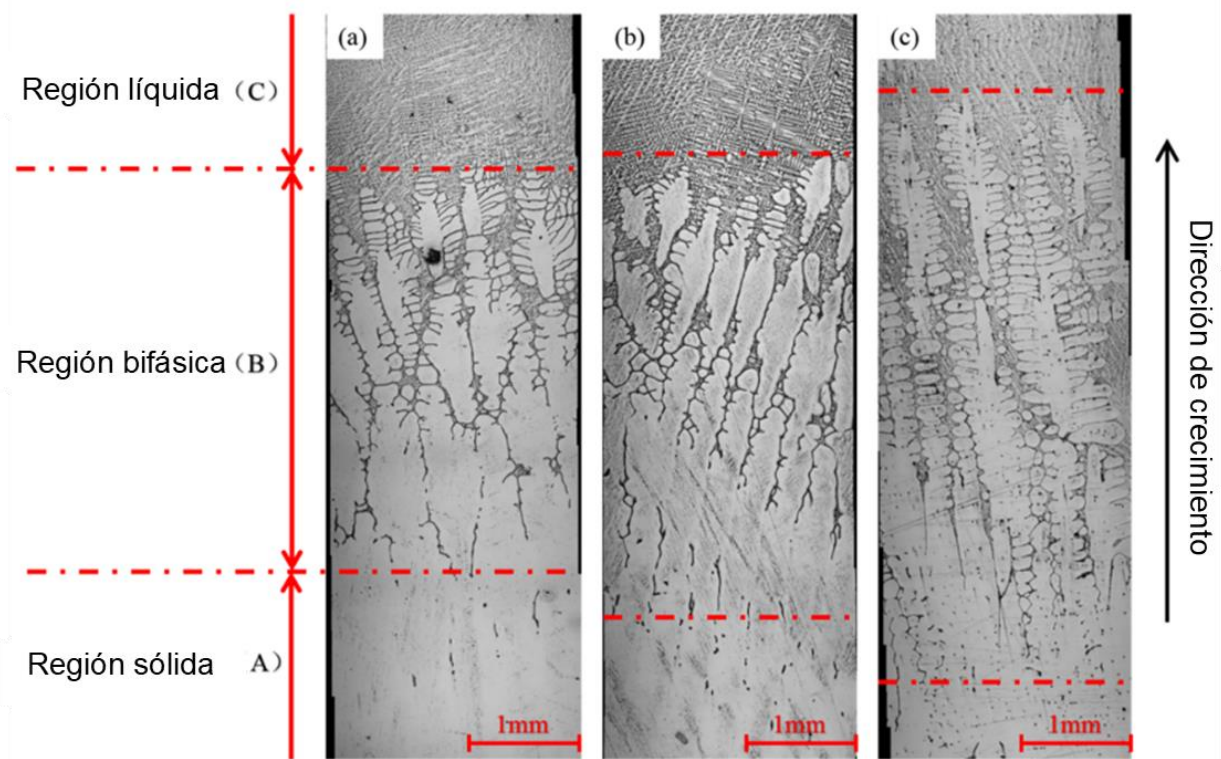 (a)
(b)
(c)
Región líquida (C)
Región bifásica (B)
Región sólida A)
Dirección de crecimiento
1mm
1mm
1mm